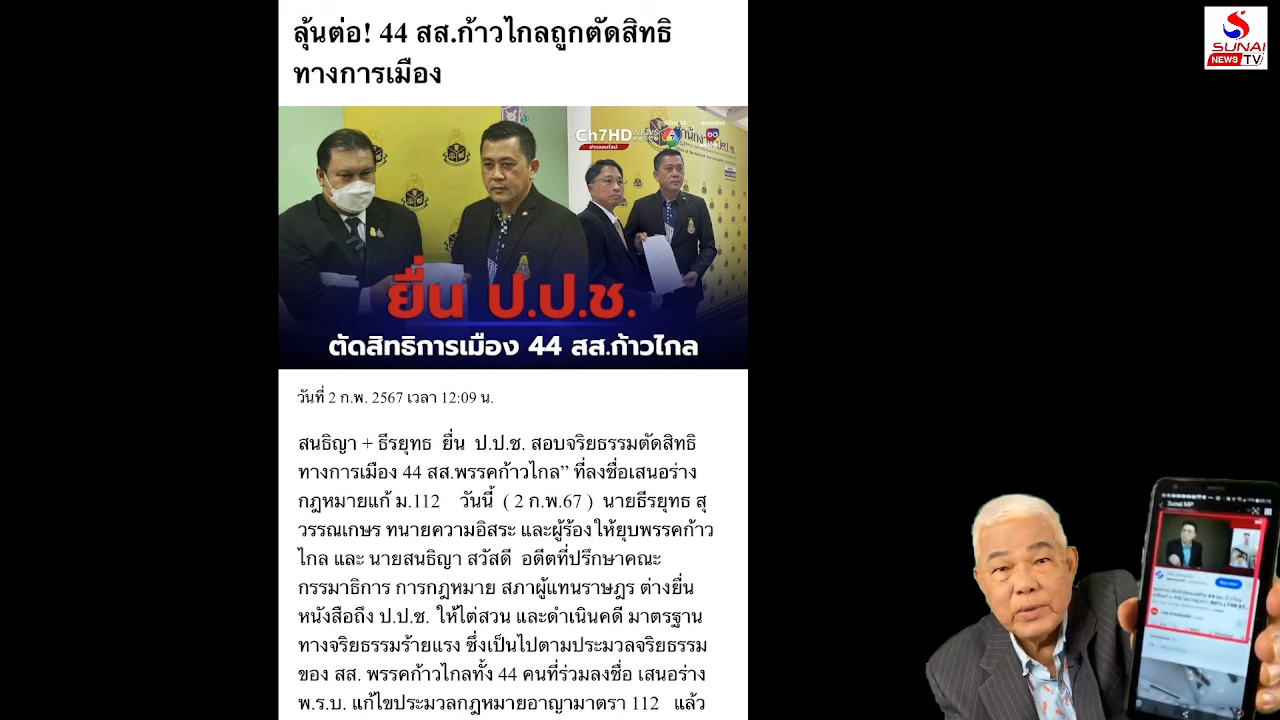 ลุ้นต่อ! 44 สส.ก้าวไกลถูกตัดสิทธิ
ทางการเมือง
SUNAI
NEWS TV
Ch7HD NEWS
ข่าวออนไลน์
ยื่น ป.ป.ช.
ตัดสิทธิการเมือง 44 สส.ก้าวไกล
วันที่ 2 ก.พ. 2567 เวลา 12:09 น.
สนธิญา + ธีรยุทธ ยื่น ป.ป.ช. สอบจริยธรรมตัดสิทธิ
ทางการเมือง 44 สส.พรรคก้าวไกล” ที่ลงชื่อเสนอร่าง
กฎหมายแก้ ม.112 วันนี้ ( 2 ก.พ.67 ) นายธีรยุทธ สุ
วรรณเกษร ทนายความอิสระ และผู้ร้อง ให้ยุบพรรคก้าว
ไกล และ นายสนธิญา สวัสดี อดีตที่ปรึกษาคณะ
กรรมาธิการ การกฎหมาย สภาผู้แทนราษฎร ต่างยื่น
หนังสือถึง ป.ป.ช. ให้ไต่สวน และดำเนินคดี มาตรฐาน
ทางจริยธรรมร้ายแรง ซึ่งเป็นไปตามประมวลจริยธรรม
ของ สส. พรรคก้าวไกลทั้ง 44 คนที่ร่วมลงชื่อ เสนอร่าง
พ.ร.บ. แก้ไขประมวลกฎหมายอาญามาตรา 112 แล้ว
Sunai MP